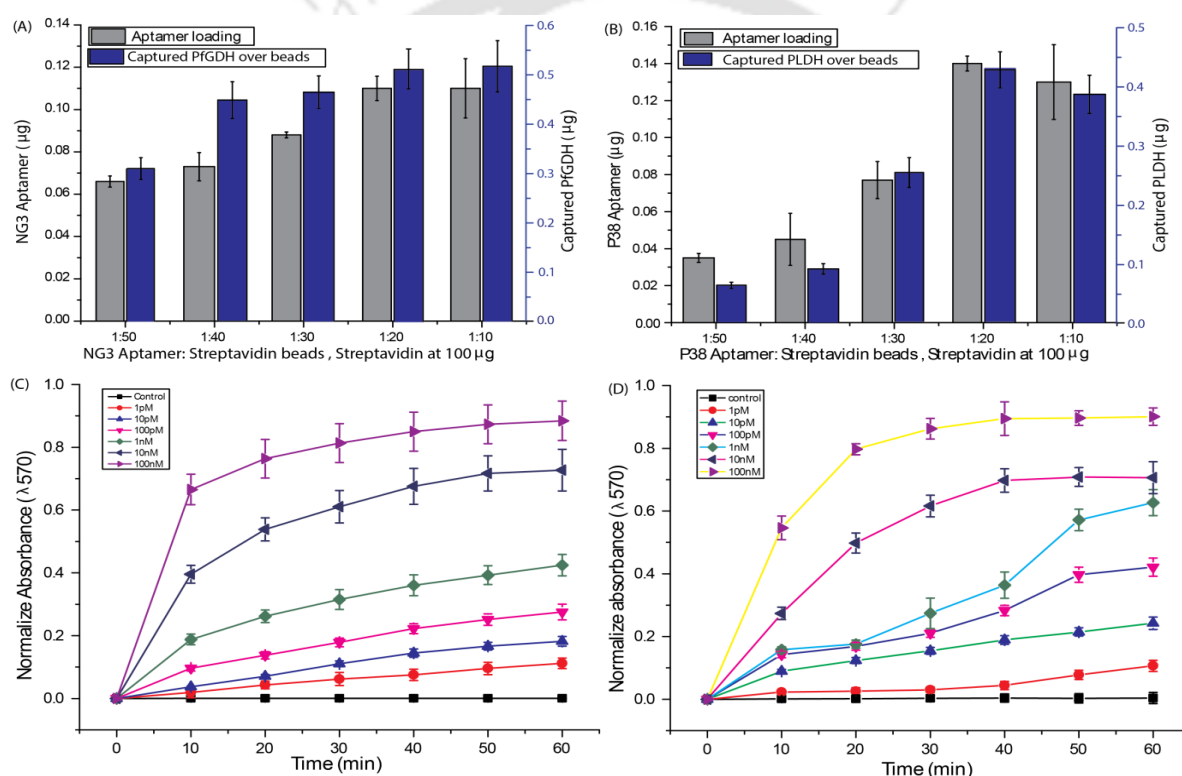 (A)
Aptamer loading
Captured PfGDH over beads
NG3 Aptamer (µg)
0.14
0.12
0.10
0.08
0.06
0.04
0.02
0.00
Captured PfGDH (µg)
0.6
0.5
0.4
0.3
0.2
0.1
0.0
1:50 1:40 1:30 1:20 1:10
NG3 Aptamer: Streptavidin beads , Streptavidin at 100 µg
(B)
Aptamer loading
Captured PLDH over beads
P38 Aptamer (µg)
0.16
0.14
0.12
0.10
0.08
0.06
0.04
0.02
0.00
Captured PLDH (µg)
0.5
0.4
0.3
0.2
0.1
0.0
1:50 1:40 1:30 1:20 1:10
P38 Aptamer: Streptavidin beads , Streptavidin at 100 µg
(C)
Control
1pM
10pM
100pM
1nM
10nM
100nM
Normalize Absorbance (λ 570)
1.0
0.8
0.6
0.4
0.2
0.0
0 10 20 30 40 50 60
Time (min)
(D)
control
1pM
10pM
100pM
1nM
10nM
100nM
Normalize absorbance (λ 570)
1.0
0.8
0.6
0.4
0.2
0.0
0 10 20 30 40 50 60
Time (min)